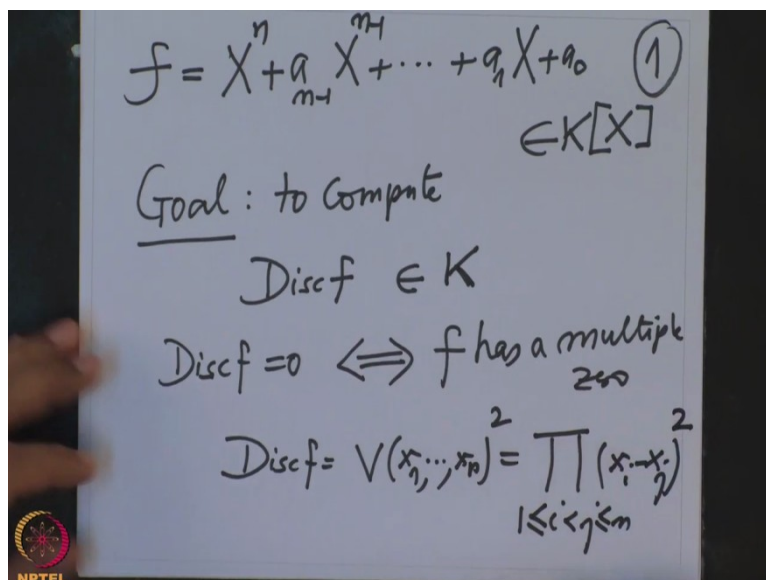 f = X^n + a_{n-1} X^{n-1} + ... + a_1 X + a_0 ①
∈ K[X]
Goal : to compute
Disc f ∈ K
Disc f = 0 ⟺ f has a multiple
zero
Disc f = V(x_1, ..., x_n)^2 = ∏ (x_i - x_j)^2
1 ≤ i < j ≤ n
NPTEL